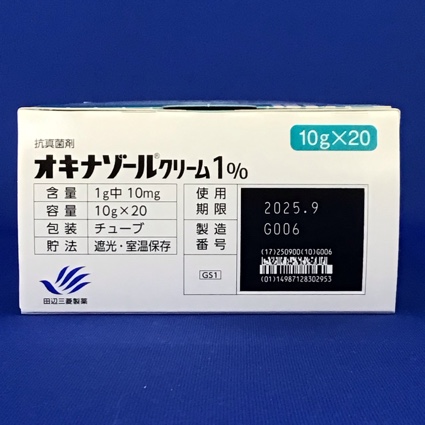 10g×20
抗真菌剤
オキナゾール®クリーム1%
含量 1g中 10mg
容量 10g×20
包装 チューブ
貯法 遮光・室温保存
使用期限 2025.9
製造番号 G006
(17)250900(10)G006
(01)14987128302953
GS1
田辺三菱製薬